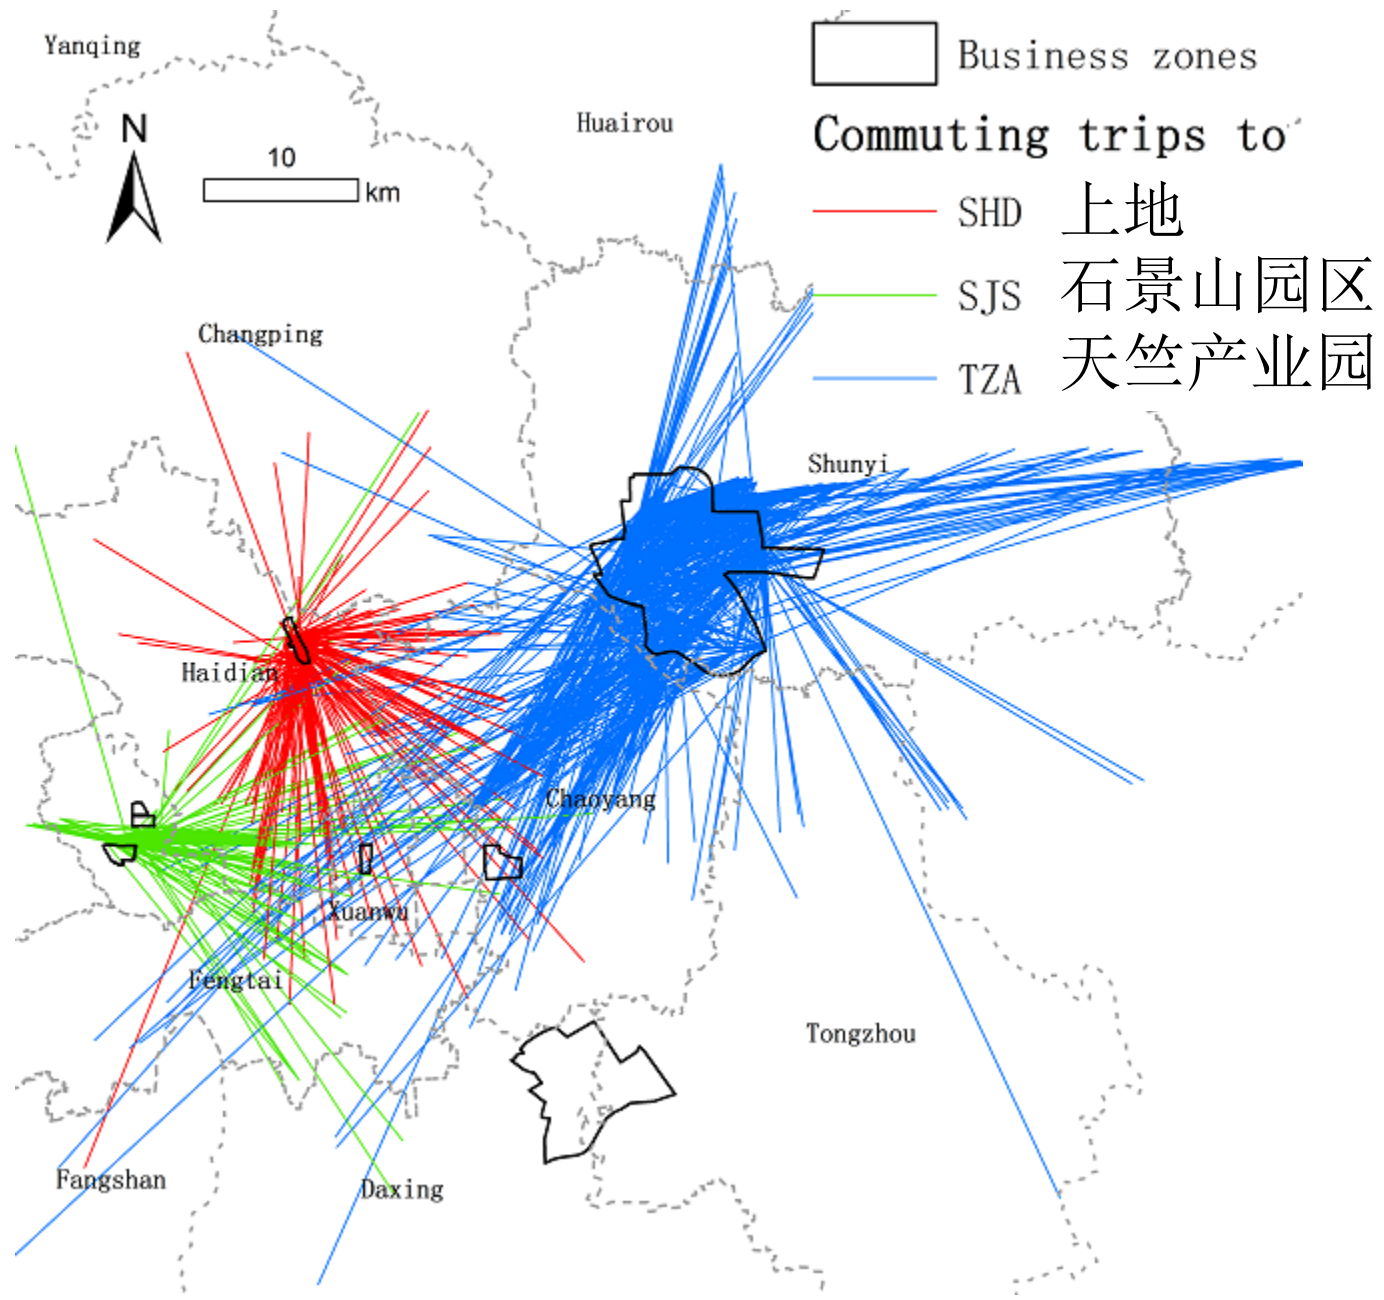 Yanqing
Business zones
Huairou
Commuting trips to
N
10
km
SHD 上地
SJS 石景山园区
Changping
TZA 天竺产业园
Shunyi
Haidian
Chaoyang
Xuanwu
Fengtai
Tongzhou
Fangshan
Daxing